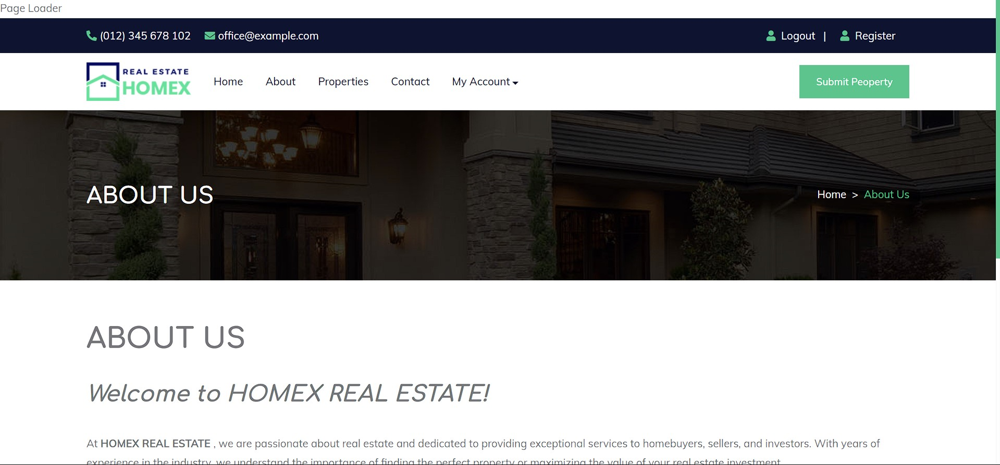 Page Loader
(012) 345 678 102 office@example.com Logout | Register
REAL ESTATE
HOMEX
Home About Properties Contact My Account Submit Peoperty
ABOUT US
Home > About Us
ABOUT US
Welcome to HOMEX REAL ESTATE!
At HOMEX REAL ESTATE , we are passionate about real estate and dedicated to providing exceptional services to homebuyers, sellers, and investors. With years of
experience in the industry, we understand the importance of finding the perfect property or maximizing the value of your real estate investment.